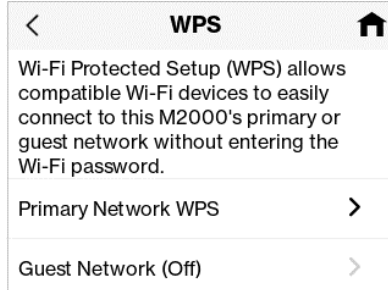 WPS
Wi-Fi Protected Setup (WPS) allows
compatible Wi-Fi devices to easily
connect to this M2000's primary or
guest network without entering the
Wi-Fi password.
Primary Network WPS
Guest Network (Off)